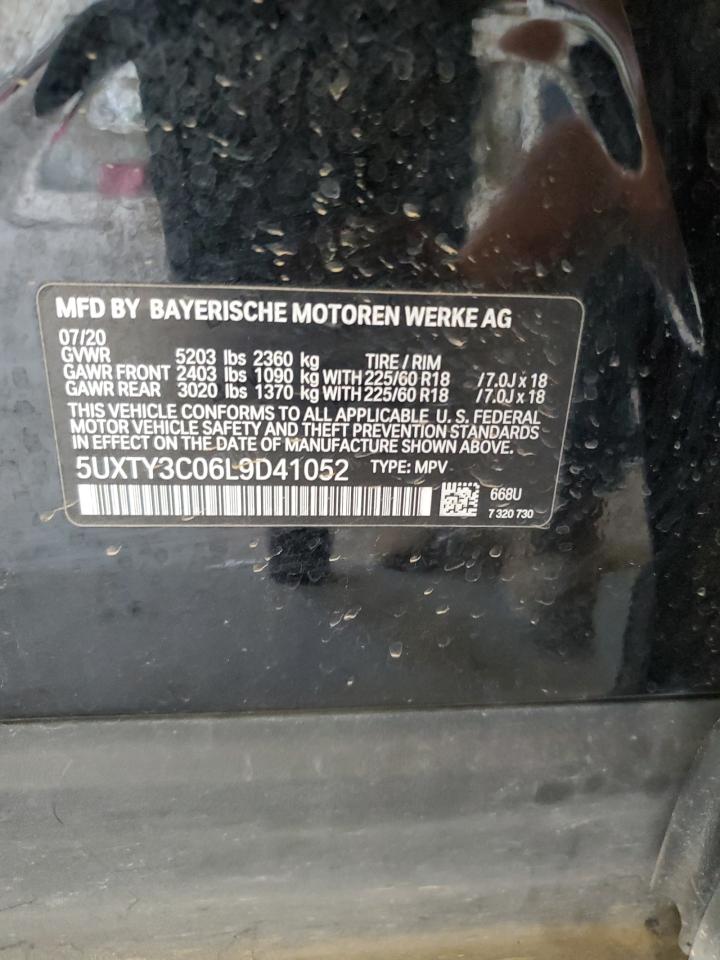 MFD BY BAYERISCHE MOTOREN WERKE AG
07/20
GVWR 5203 lbs 2360 kg TIRE / RIM
GAWR FRONT 2403 lbs 1090 kg WITH 225/60 R18 / 7.0J x 18
GAWR REAR 3020 lbs 1370 kg WITH 225/60 R18 / 7.0J x 18
THIS VEHICLE CONFORMS TO ALL APPLICABLE U. S. FEDERAL
MOTOR VEHICLE SAFETY AND THEFT PREVENTION STANDARDS
IN EFFECT ON THE DATE OF MANUFACTURE SHOWN ABOVE.
5UXTY3C06L9D41052 TYPE: MPV
668U
7 320 730